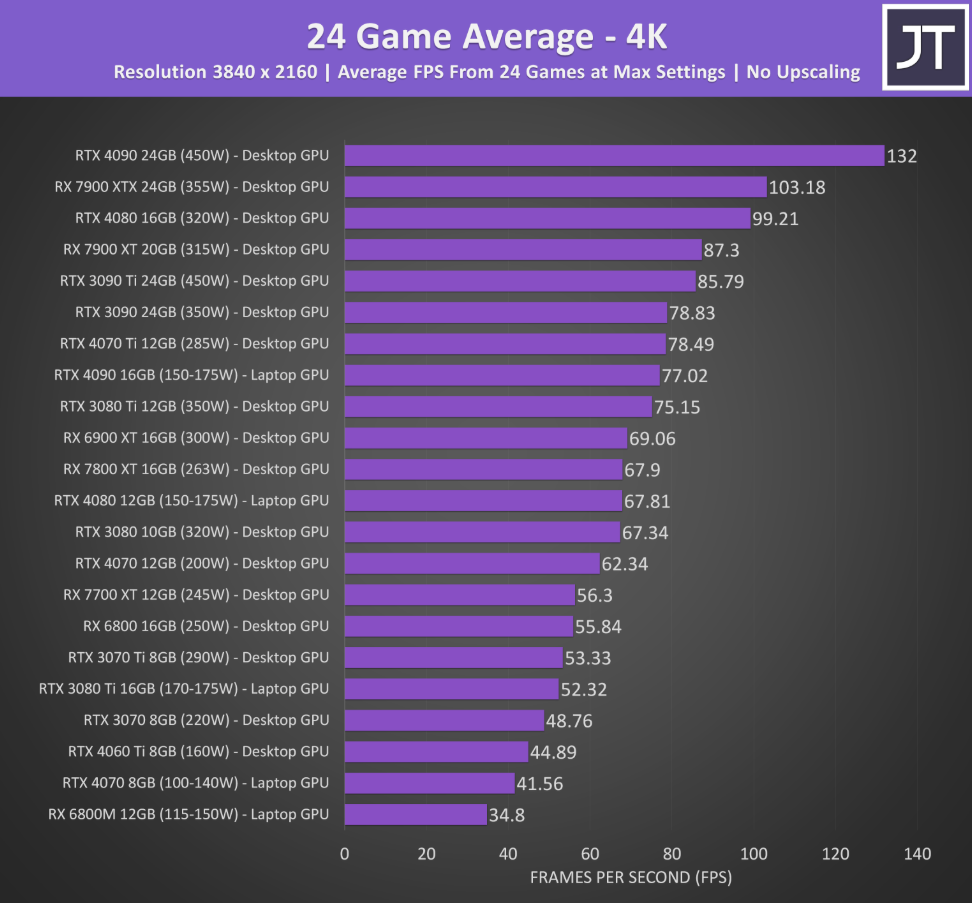 24 Game Average - 4K
JT
Resolution 3840 x 2160 | Average FPS From 24 Games at Max Settings | No Upscaling
RTX 4090 24GB (450W) - Desktop GPU 132
RX 7900 XTX 24GB (355W) - Desktop GPU 103.18
RTX 4080 16GB (320W) - Desktop GPU 99.21
RX 7900 XT 20GB (315W) - Desktop GPU 87.3
RTX 3090 Ti 24GB (450W) - Desktop GPU 85.79
RTX 3090 24GB (350W) - Desktop GPU 78.83
RTX 4070 Ti 12GB (285W) - Desktop GPU 78.49
RTX 4090 16GB (150-175W) - Laptop GPU 77.02
RTX 3080 Ti 12GB (350W) - Desktop GPU 75.15
RX 6900 XT 16GB (300W) - Desktop GPU 69.06
RX 7800 XT 16GB (263W) - Desktop GPU 67.9
RTX 4080 12GB (150-175W) - Laptop GPU 67.81
RTX 3080 10GB (320W) - Desktop GPU 67.34
RTX 4070 12GB (200W) - Desktop GPU 62.34
RX 7700 XT 12GB (245W) - Desktop GPU 56.3
RX 6800 16GB (250W) - Desktop GPU 55.84
RTX 3070 Ti 8GB (290W) - Desktop GPU 53.33
RTX 3080 Ti 16GB (170-175W) - Laptop GPU 52.32
RTX 3070 8GB (220W) - Desktop GPU 48.76
RTX 4060 Ti 8GB (160W) - Desktop GPU 44.89
RTX 4070 8GB (100-140W) - Laptop GPU 41.56
RX 6800M 12GB (115-150W) - Laptop GPU 34.8
0 20 40 60 80 100 120 140
FRAMES PER SECOND (FPS)